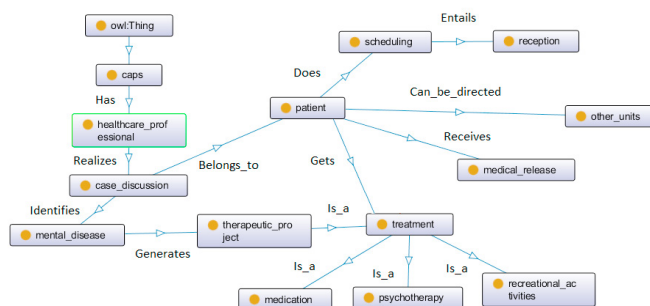 owl:Thing
Entails
scheduling
reception
caps
Does
Has
Can_be_directed
patient
other_units
healthcare_prof
essional
Realizes
Belongs_to
Receives
Gets
medical_release
case_discussion
Identifies
Is_a
therapeutic_pro
ject
treatment
mental_disease
Generates
Is_a
Is_a
Is_a
recreational_ac
tivities
medication
psychotherapy